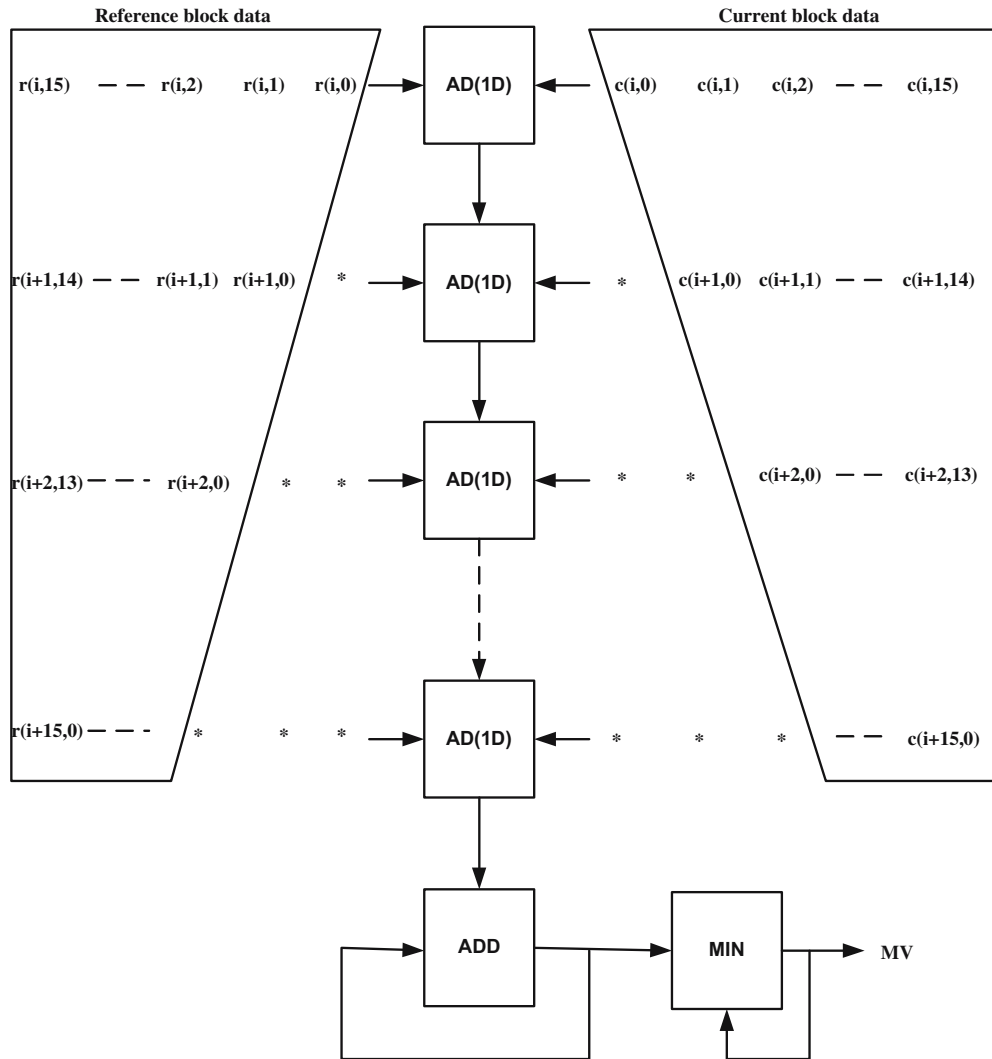 Reference block data
Current block data
r(i,15) r(i,2) r(i,1) r(i,0) AD(1D) c(i,0) c(i,1) c(i,2) c(i,15)
r(i+1,14) r(i+1,1) r(i+1,0) * AD(1D) * c(i+1,0) c(i+1,1) c(i+1,14)
r(i+2,13) r(i+2,0) * * AD(1D) * * c(i+2,0) c(i+2,13)
r(i+15,0) * * * AD(1D) * * * c(i+15,0)
ADD MIN MV